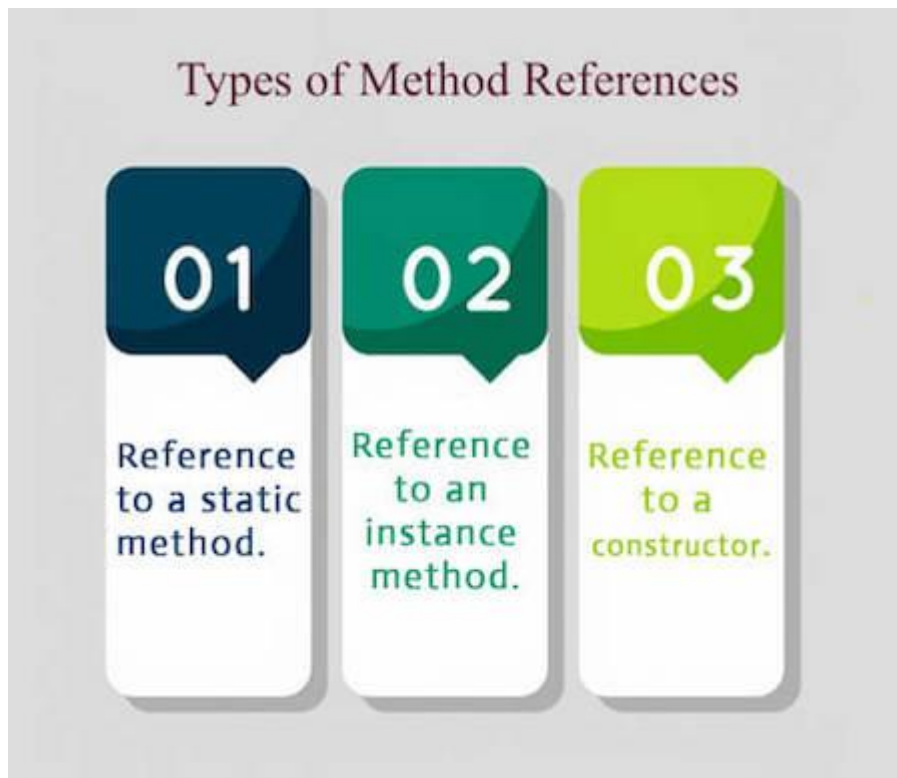 Types of Method References
01
Reference
to a static
method.
02
Reference
to an
instance
method.
03
Reference
to a
constructor.